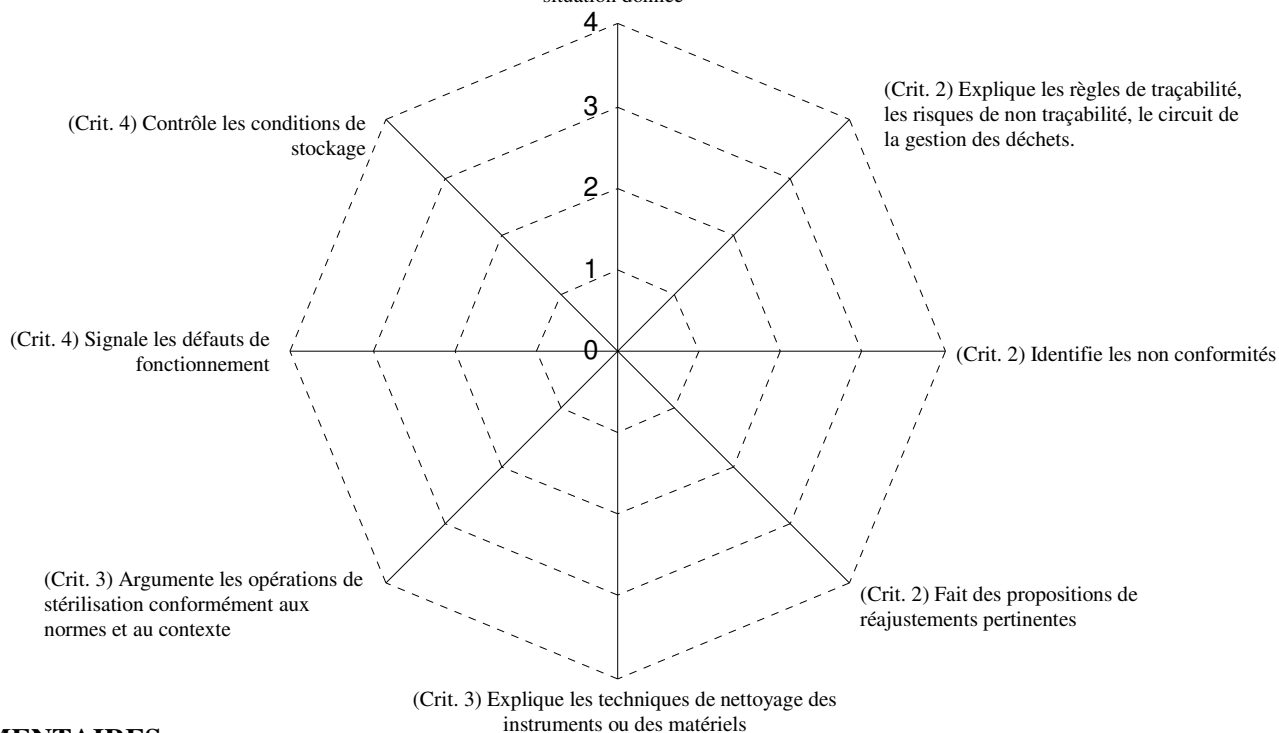 situation donnée
4
(Crit. 2) Explique les règles de traçabilité,
les risques de non traçabilité, le circuit de
la gestion des déchets.
3
(Crit. 4) Contrôle les conditions de
stockage
2
1
(Crit. 4) Signale les défauts de
fonctionnement
0
(Crit. 2) Identifie les non conformités
(Crit. 3) Argumente les opérations de
stérilisation conformément aux
normes et au contexte
(Crit. 2) Fait des propositions de
réajustements pertinentes
(Crit. 3) Explique les techniques de nettoyage des
instruments ou des matériels